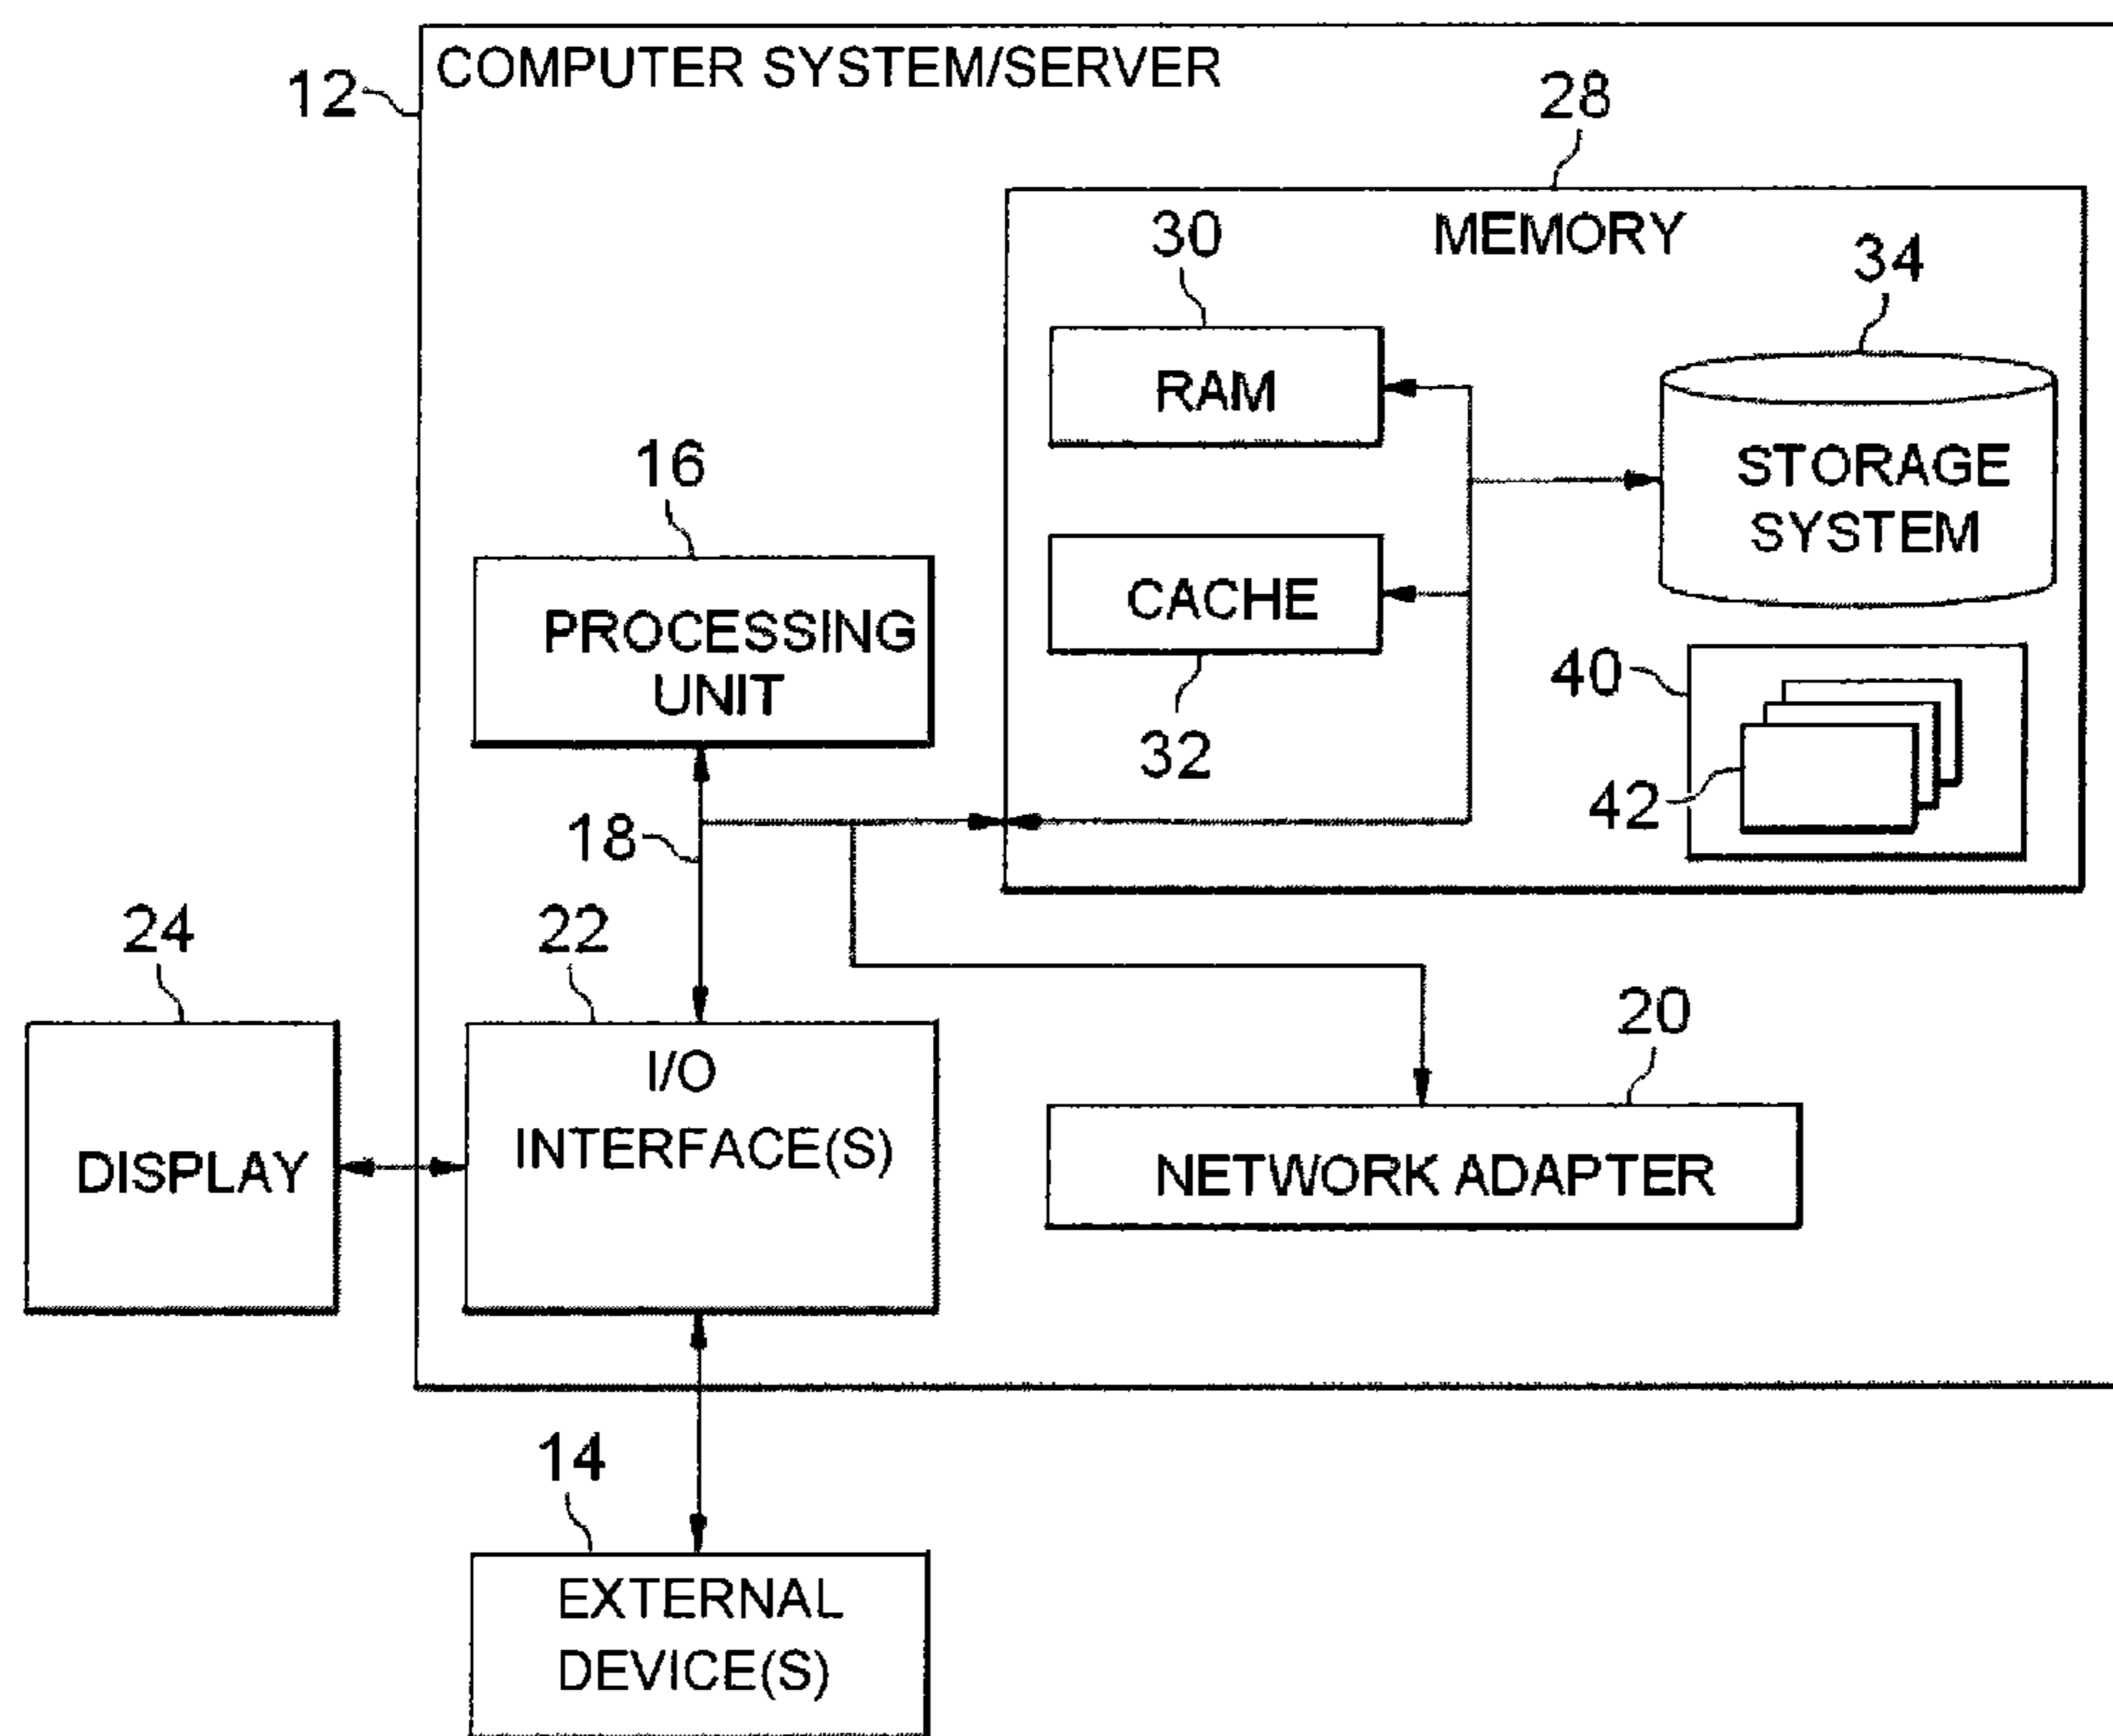 COMPUTER SYSTEM/SERVER
12
28
MEMORY
30
34
RAM
STORAGE
SYSTEM
16
PROCESSING
UNIT
CACHE
32
40
42
18
24
22
20
DISPLAY
I/O
INTERFACE(S)
NETWORK ADAPTER
14
EXTERNAL
DEVICE(S)